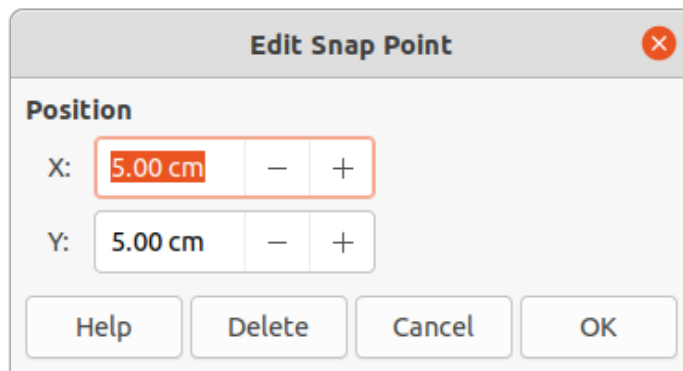 Edit Snap Point
Position
X: 5.00 cm
Y: 5.00 cm
Help Delete Cancel OK